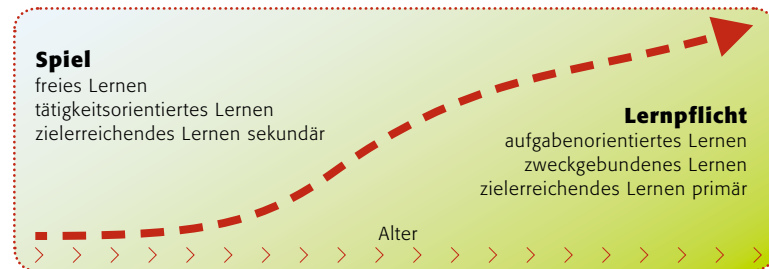 Spiel
freies Lernen
tätigkeitsorientiertes Lernen
zielerreichendes Lernen sekundär
Lernpflicht
aufgabenorientiertes Lernen
zweckgebundenes Lernen
zielerreichendes Lernen primär
Alter